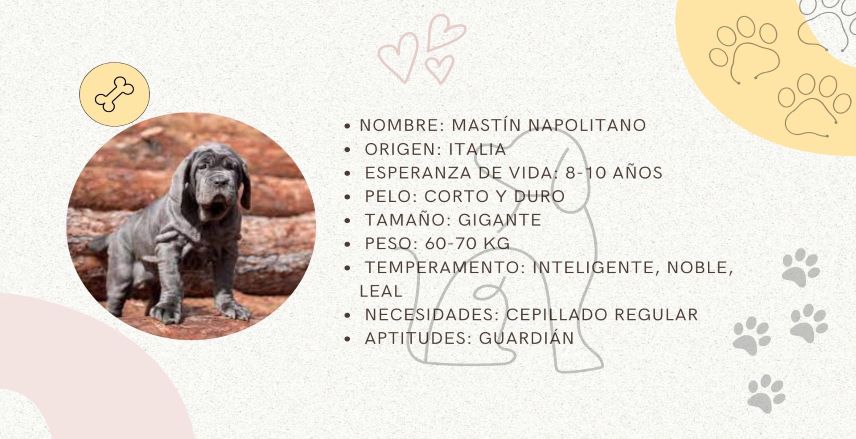 • NOMBRE: MASTÍN NAPOLITANO
• ORIGEN: ITALIA
• ESPERANZA DE VIDA: 8-10 AÑOS
• PELO: CORTO Y DURO
• TAMAÑO: GIGANTE
• PESO: 60-70 KG
• TEMPERAMENTO: INTELIGENTE, NOBLE,
LEAL
• NECESIDADES: CEPILLADO REGULAR
• APTITUDES: GUARDIÁN